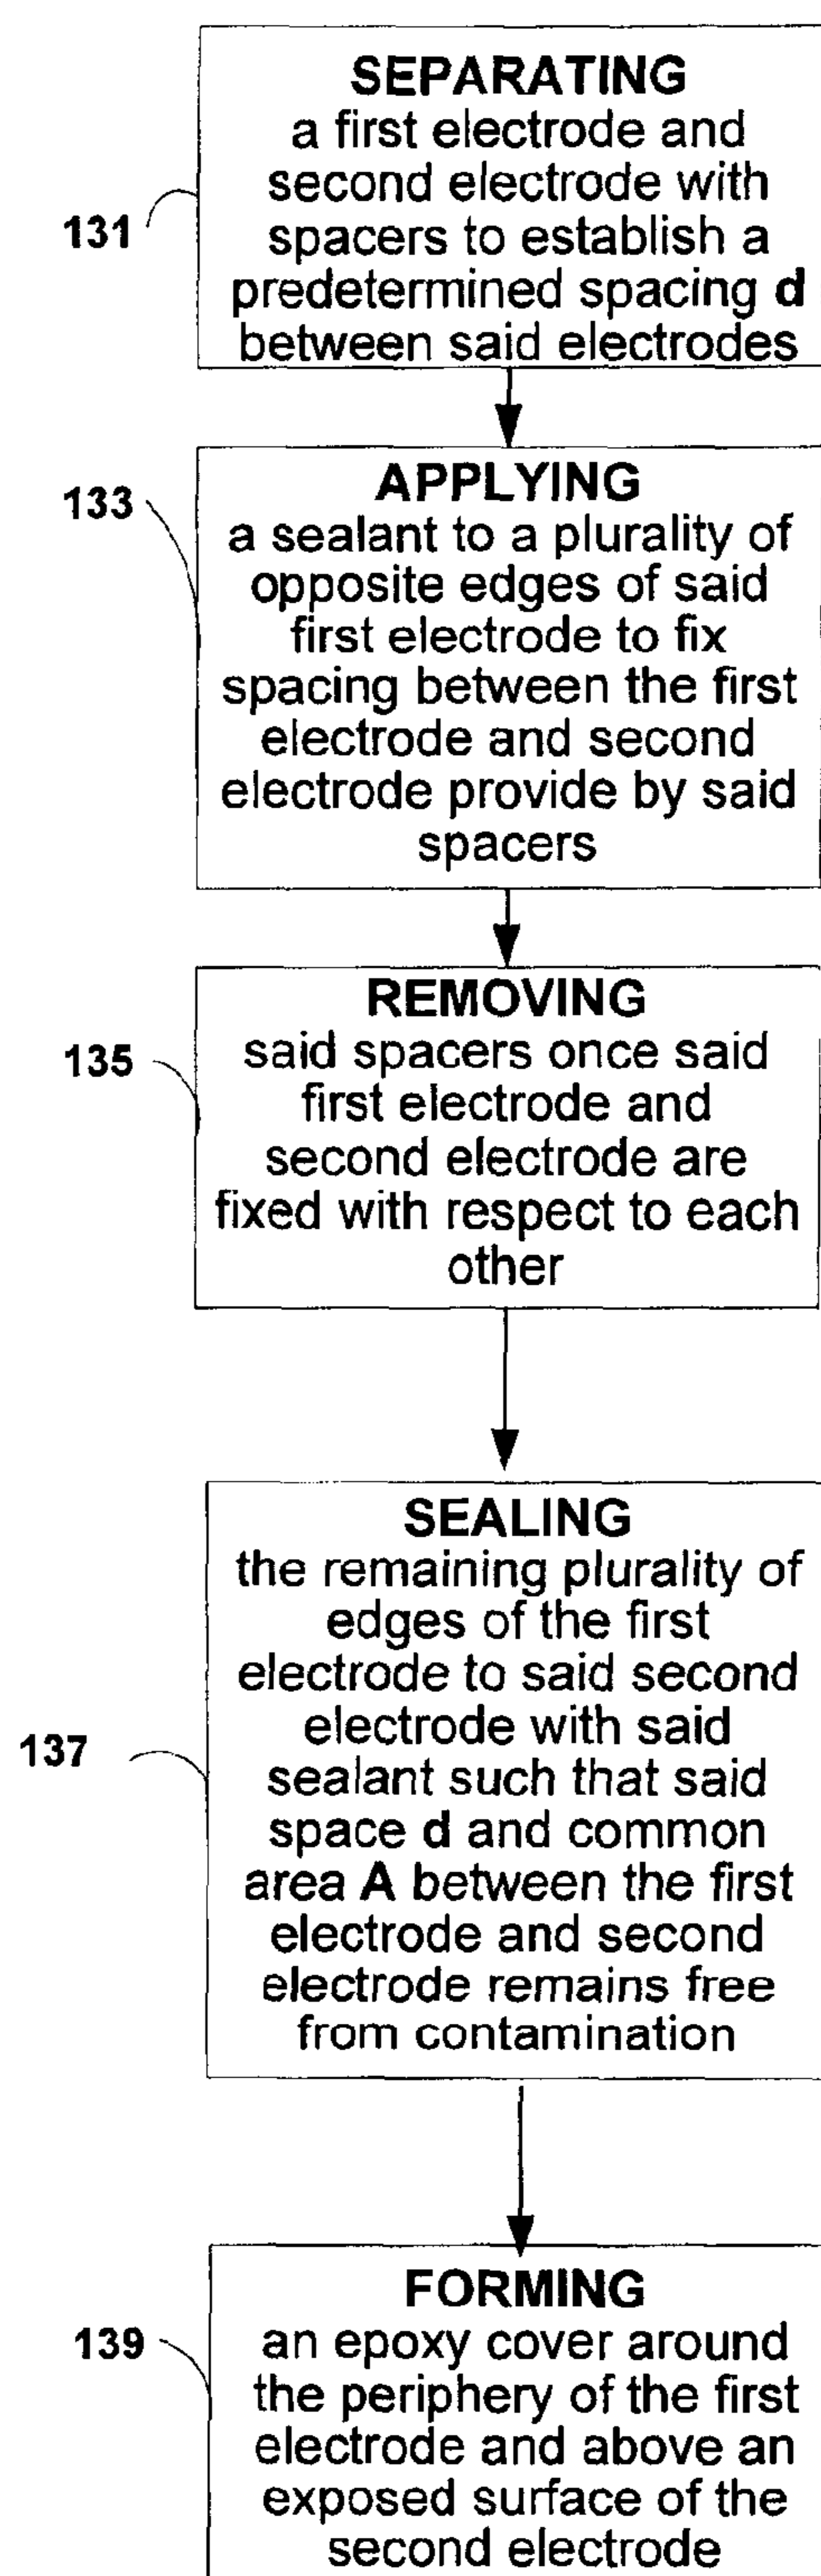 SEPARATING
a first electrode and
second electrode with
spacers to establish a
predetermined spacing d
between said electrodes
131
APPLYING
a sealant to a plurality of
opposite edges of said
first electrode to fix
spacing between the first
electrode and second
electrode provide by said
spacers
133
REMOVING
said spacers once said
first electrode and
second electrode are
fixed with respect to each
other
135
SEALING
the remaining plurality of
edges of the first
electrode to said second
electrode with said
sealant such that said
space d and common
area A between the first
electrode and second
electrode remains free
from contamination
137
FORMING
an epoxy cover around
the periphery of the first
electrode and above an
exposed surface of the
second electrode
139